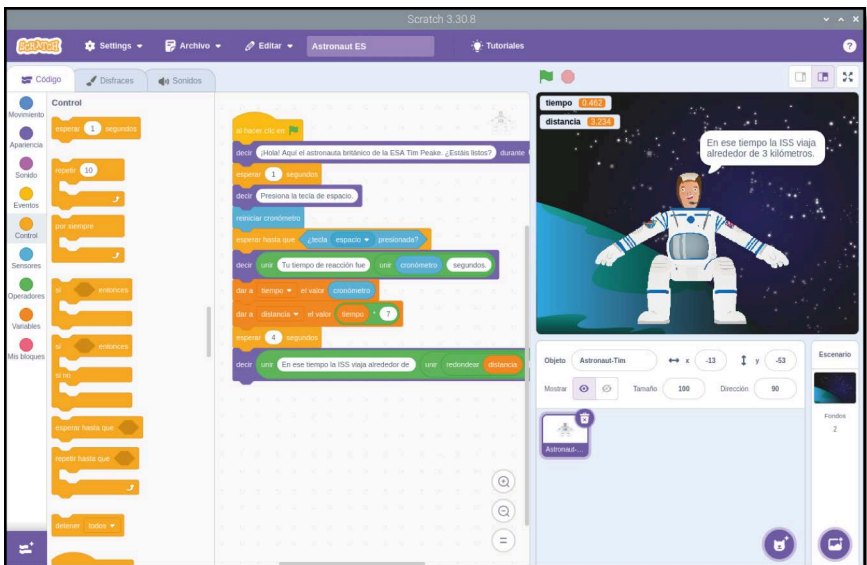 Scratch 3.30.8
SCRATCH
Settings
Archivo
Editar
Astronaut ES
Tutoriales
?
Código
Disfraces
Sonidos
Movimiento
Apariencia
Sonido
Eventos
Control
Sensores
Operadores
Variables
Mis bloques
Control
esperar 1 segundos
repetir 10
por siempre
si entonces
si entonces
si no
esperar hasta que
repetir hasta que
detener todos
al hacer clic en
decir ¡Hola! Aquí el astronauta británico de la ESA Tim Peake. ¿Estáis listos? durante
esperar 1 segundos
decir Presiona la tecla de espacio.
reiniciar cronómetro
esperar hasta que ¿tecla espacio presionada?
decir unir Tu tiempo de reacción fue unir cronómetro segundos.
dar a tiempo el valor cronómetro
dar a distancia el valor tiempo * 7
esperar 4 segundos
decir unir En ese tiempo la ISS viaja alrededor de unir redondear distancia
tiempo 0.462
distancia 3.234
En ese tiempo la ISS viaja
alrededor de 3 kilómetros.
Objeto Astronaut-Tim x -13 y -53
Mostrar Tamaño 100 Dirección 90
Astronaut-...
Escenario
Fondos
2